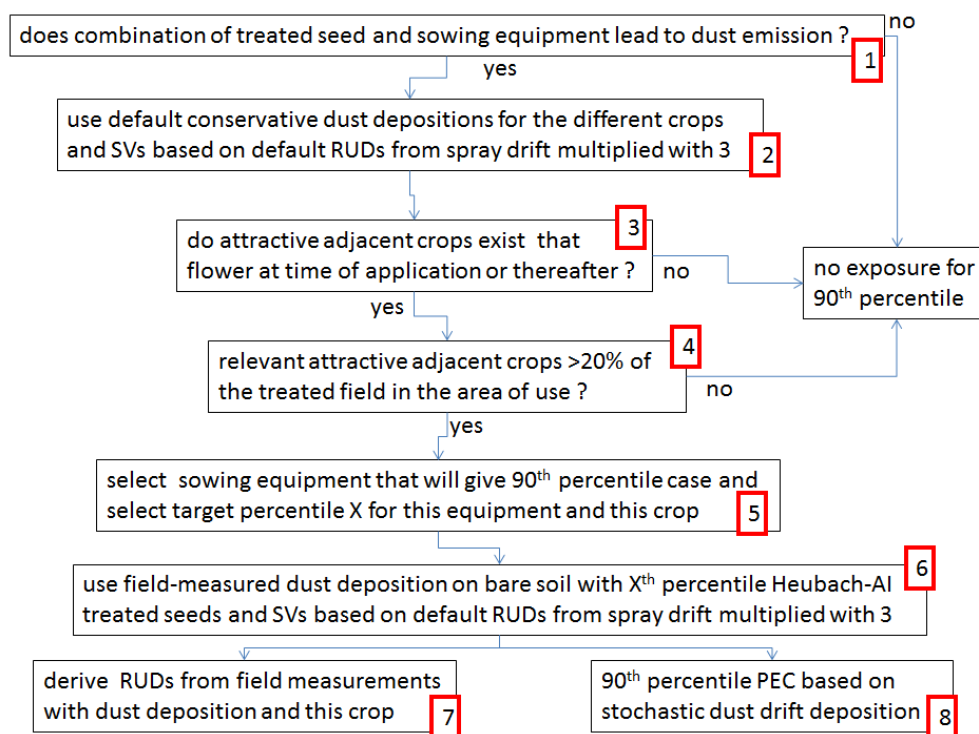 no
does combination of treated seed and sowing equipment lead to dust emission ?
1
yes
use default conservative dust depositions for the different crops
and SVs based on default RUDs from spray drift multiplied with 3
2
3
do attractive adjacent crops exist that
flower at time of application or thereafter ?
no
no exposure for
90th percentile
yes
4
relevant attractive adjacent crops >20% of
the treated field in the area of use ?
no
yes
select sowing equipment that will give 90th percentile case and
select target percentile X for this equipment and this crop
5
6
use field-measured dust deposition on bare soil with Xth percentile Heubach-AI
treated seeds and SVs based on default RUDs from spray drift multiplied with 3
derive RUDs from field measurements
with dust deposition and this crop
7
90th percentile PEC based on
stochastic dust drift deposition
8